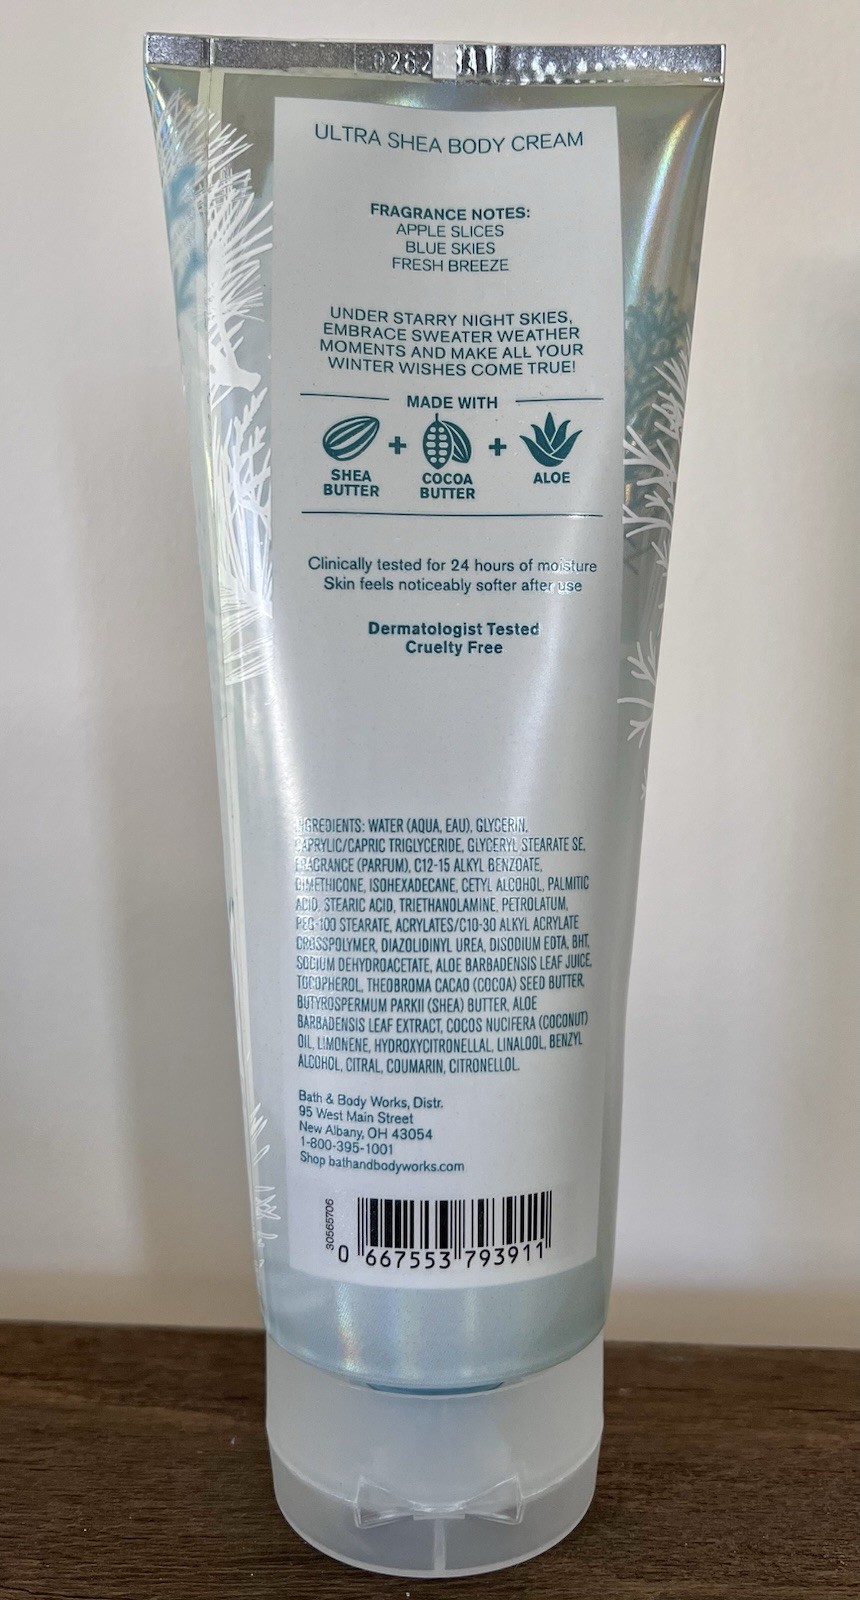 ULTRA SHEA BODY CREAM
FRAGRANCE NOTES:
APPLE SLICES
BLUE SKIES
FRESH BREEZE
UNDER STARRY NIGHT SKIES,
EMBRACE SWEATER WEATHER
MOMENTS AND MAKE ALL YOUR
WINTER WISHES COME TRUE!
MADE WITH
SHEA BUTTER + COCOA BUTTER + ALOE
Clinically tested for 24 hours of moisture
Skin feels noticeably softer after use
Dermatologist Tested
Cruelty Free
INGREDIENTS: WATER (AQUA, EAU), GLYCERIN,
CAPRYLIC/CAPRIC TRIGLYCERIDE, GLYCERYL STEARATE SE,
FRAGRANCE (PARFUM), C12-15 ALKYL BENZOATE,
DIMETHICONE, ISOHEXADECANE, CETYL ALCOHOL, PALMITIC
ACID, STEARIC ACID, TRIETHANOLAMINE, PETROLATUM,
PEG-100 STEARATE, ACRYLATES/C10-30 ALKYL ACRYLATE
CROSSPOLYMER, DIAZOLIDINYL UREA, DISODIUM EDTA, BHT,
SODIUM DEHYDROACETATE, ALOE BARBADENSIS LEAF JUICE,
TOCOPHEROL, THEOBROMA CACAO (COCOA) SEED BUTTER,
BUTYROSPERMUM PARKII (SHEA) BUTTER, ALOE
BARBADENSIS LEAF EXTRACT, COCOS NUCIFERA (COCONUT)
OIL, LIMONENE, HYDROXYCITRONELLAL, LINALOOL, BENZYL
ALCOHOL, CITRAL, COUMARIN, CITRONELLOL.
Bath & Body Works, Distr.
95 West Main Street
New Albany, OH 43054
1-800-395-1001
Shop bathandbodyworks.com
30565706
0 667553 793911